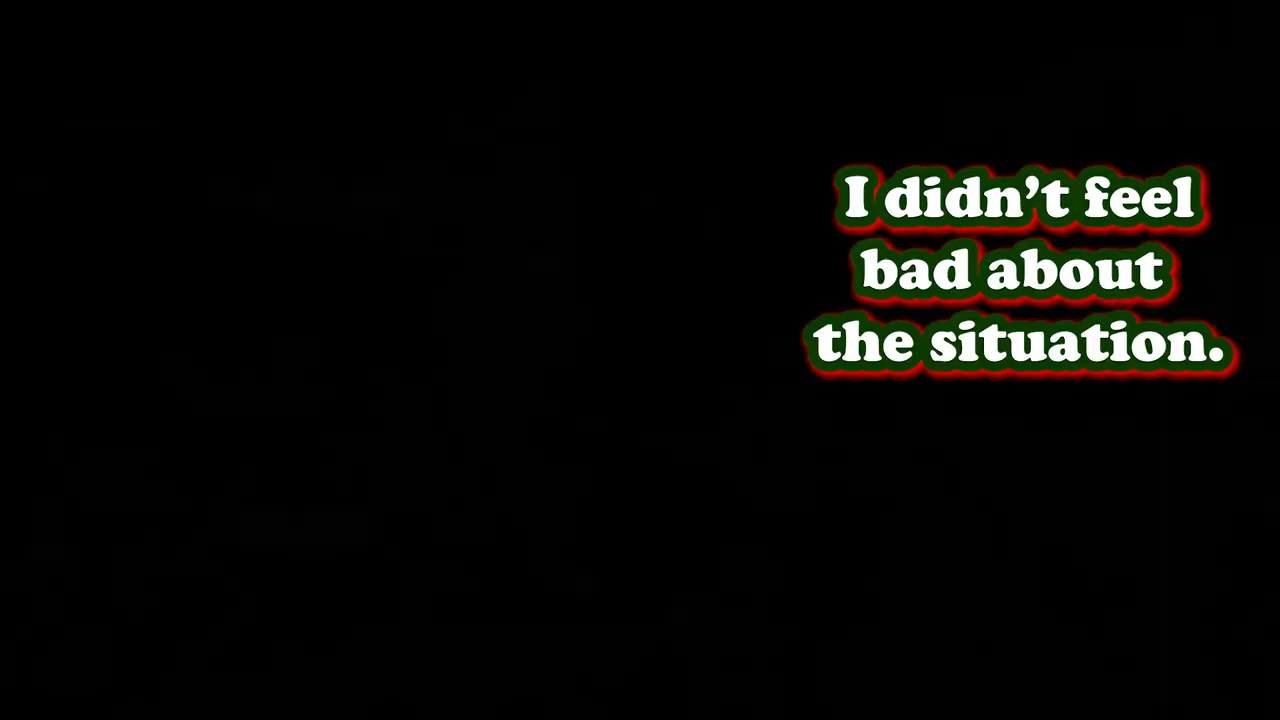 I didn’t feel
bad about
the situation.